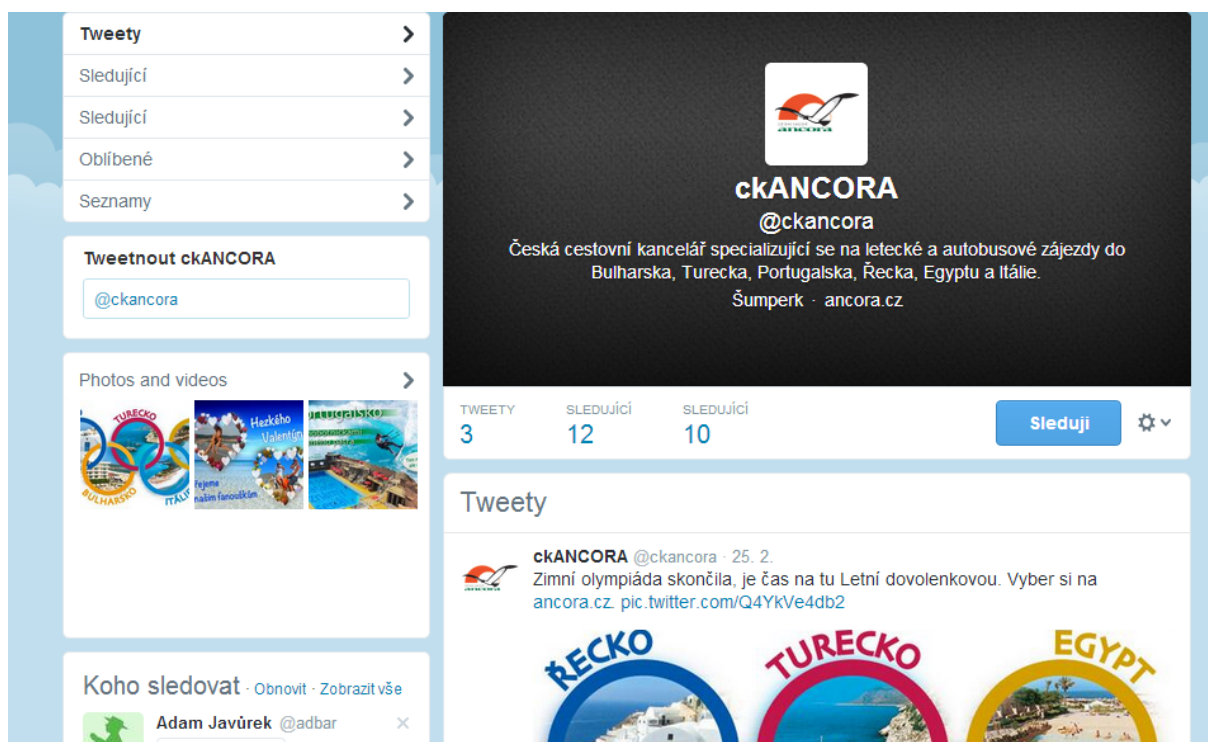 Tweety
Sledující
Sledující
Oblíbené
Seznamy
Tweetnout ckANCORA
@ckancora
Photos and videos
TURECKO
BULHARSKO
ITÁLIE
Hezkého
Valentýn
Přejeme
našim fanouškům
Koho sledovat · Obnovit · Zobrazit vše
Adam Javůrek @adbar
ancora
ckANCORA
@ckancora
Česká cestovní kancelář specializující se na letecké a autobusové zájezdy do
Bulharska, Turecka, Portugalska, Řecka, Egyptu a Itálie.
Šumperk · ancora.cz
TWEETY
3
SLEDUJÍCÍ
12
SLEDUJÍCÍ
10
Sleduji
Tweety
ckANCORA @ckancora · 25. 2.
Zimní olympiáda skončila, je čas na tu Letní dovolenkovou. Vyber si na
ancora.cz. pic.twitter.com/Q4YkVe4db2
ŘECKO
TURECKO
EGYPT